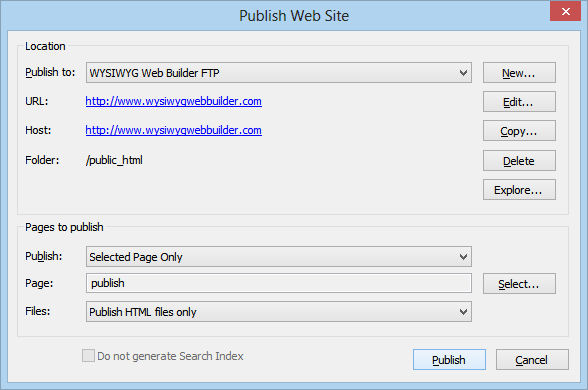 Publish Web Site
Location
Publish to: WYSIWYG Web Builder FTP New...
URL: http://www.wysiwygwebbuilder.com Edit...
Host: http://www.wysiwygwebbuilder.com Copy...
Folder: /public_html Delete
Explore...
Pages to publish
Publish: Selected Page Only
Page: publish Select...
Files: Publish HTML files only
Do not generate Search Index Publish Cancel